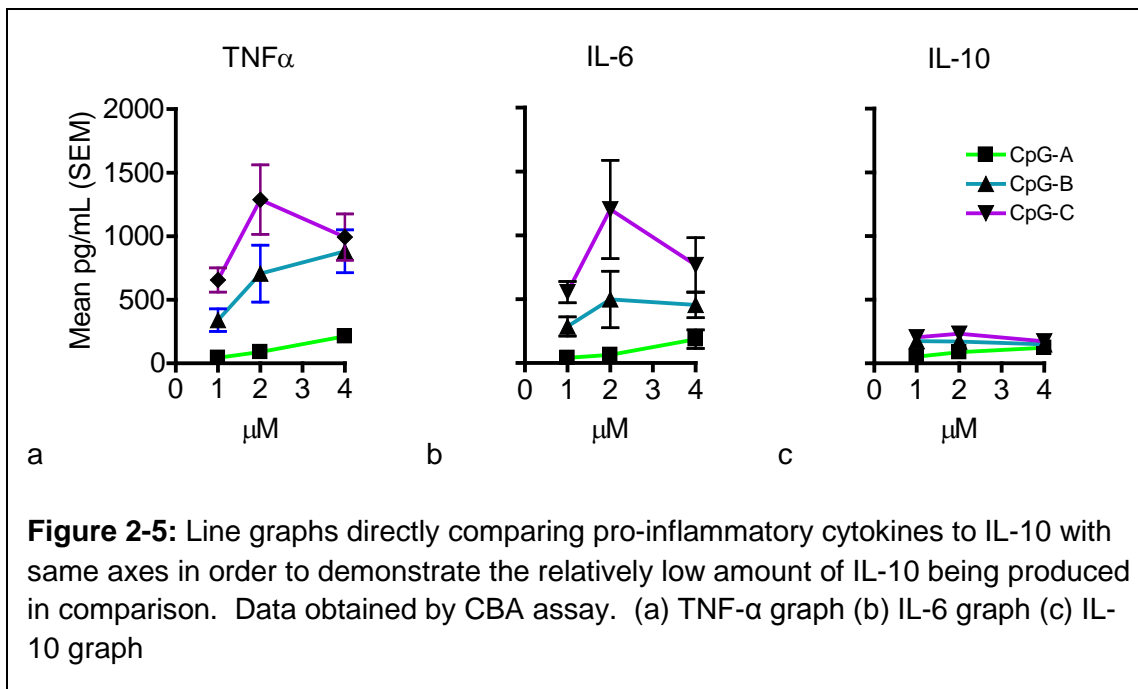 TNFα
IL-6
IL-10
Mean pg/mL (SEM)
2000
1500
1000
500
0
0 1 2 3 4
μM
0 1 2 3 4
μM
0 1 2 3 4
μM
CpG-A
CpG-B
CpG-C
a
b
c
Figure 2-5: Line graphs directly comparing pro-inflammatory cytokines to IL-10 with
same axes in order to demonstrate the relatively low amount of IL-10 being produced
in comparison.  Data obtained by CBA assay.  (a) TNF-α graph (b) IL-6 graph (c) IL-
10 graph